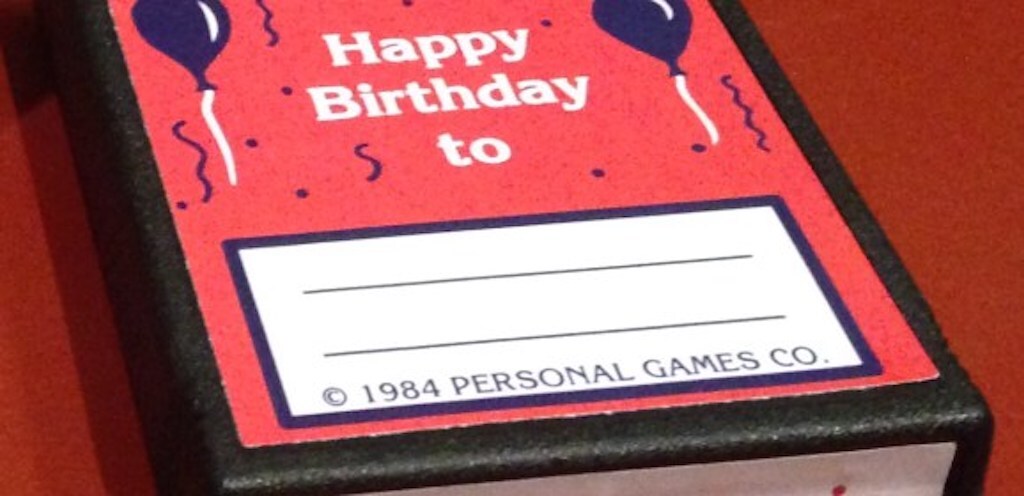 Happy
Birthday
to
© 1984 PERSONAL GAMES CO.